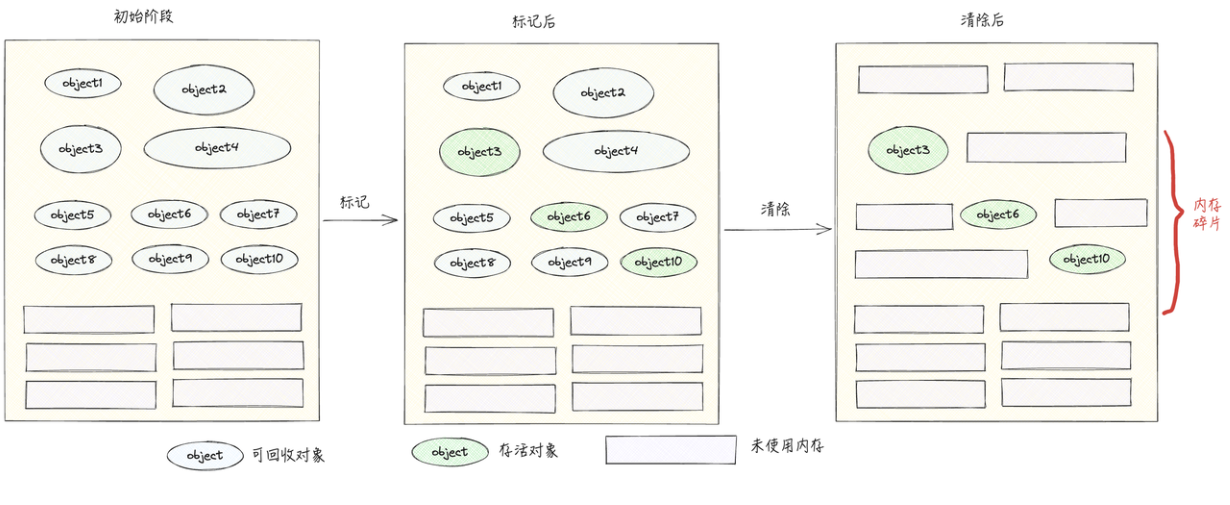 初始阶段
标记后
清除后
object1
object2
object3
object4
object5
object6
object7
object8
object9
object10
标记
object1
object2
object3
object4
object5
object6
object7
object8
object9
object10
清除
object3
object6
object10
内存
碎片
object 可回收对象
object 存活对象
未使用内存